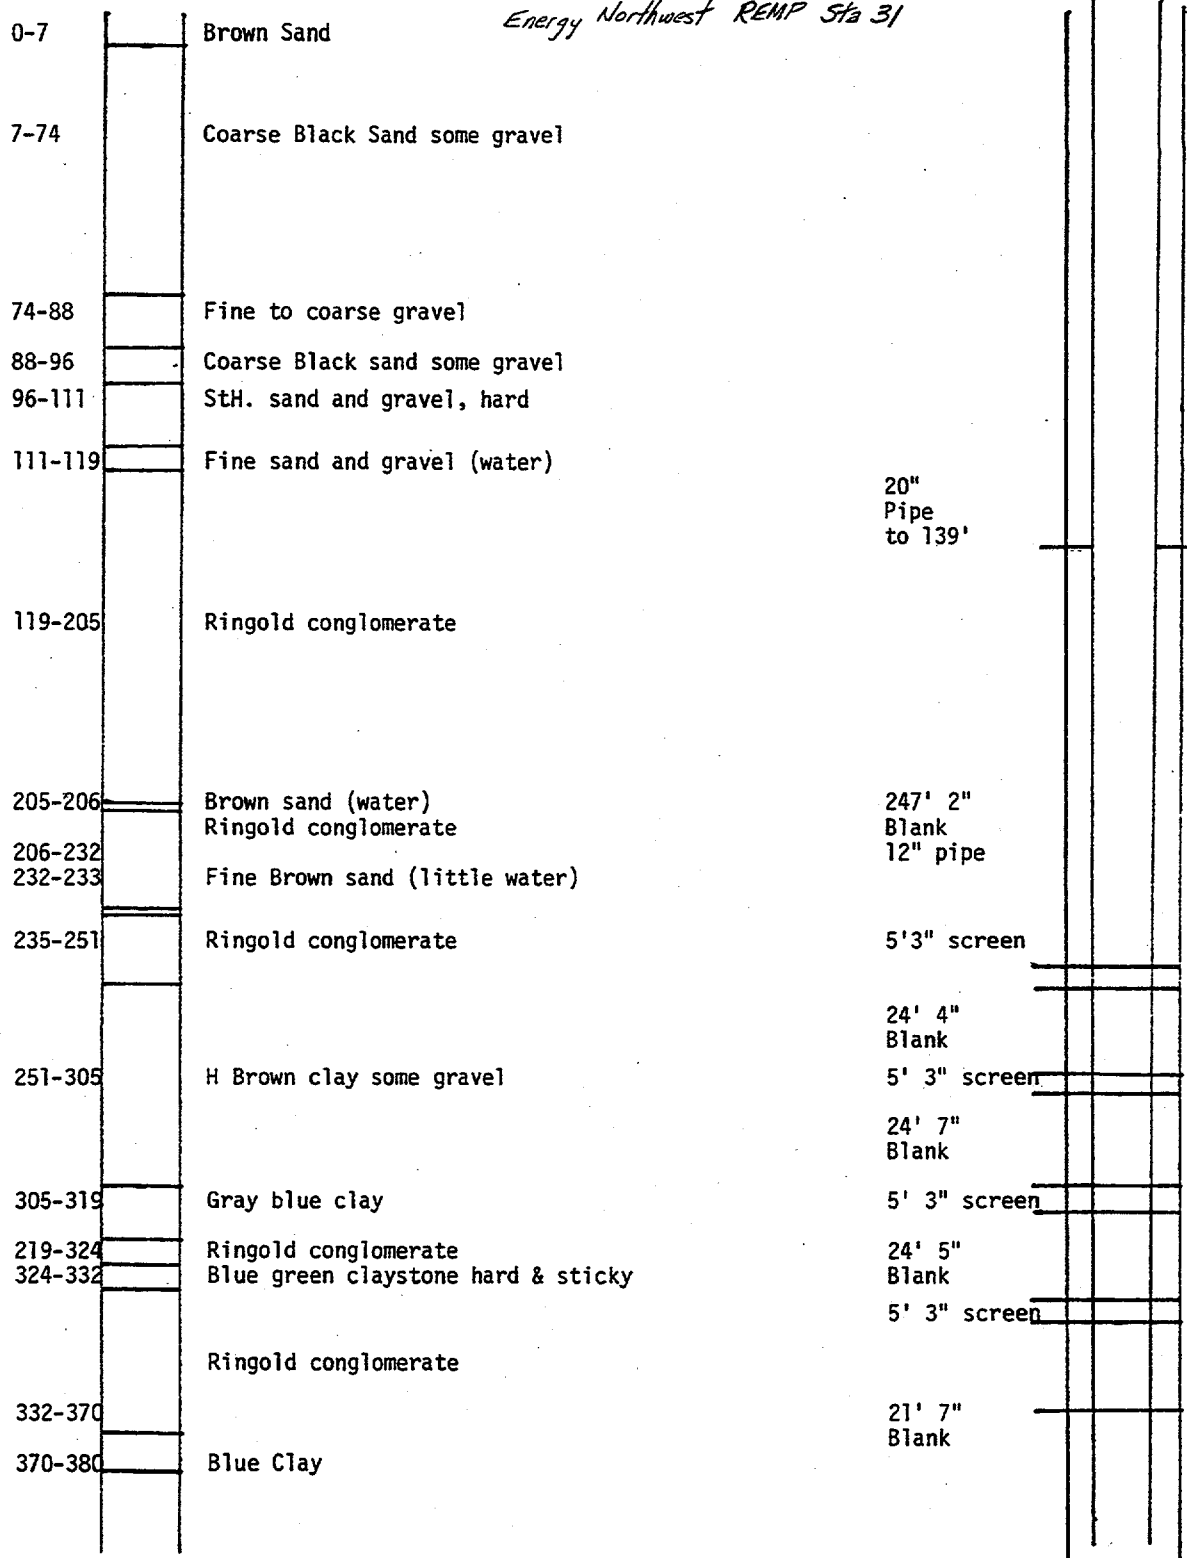 Energy Northwest REMP Sta 31
0-7 Brown Sand
7-74 Coarse Black Sand some gravel
74-88 Fine to coarse gravel
88-96 Coarse Black sand some gravel
96-111 StH. sand and gravel, hard
111-119 Fine sand and gravel (water)
20"
Pipe
to 139'
119-205 Ringold conglomerate
205-206 Brown sand (water) 247' 2"
Ringold conglomerate Blank
206-232 12" pipe
232-233 Fine Brown sand (little water)
235-251 Ringold conglomerate 5'3" screen
24' 4"
Blank
251-305 H Brown clay some gravel 5' 3" screen
24' 7"
Blank
305-319 Gray blue clay 5' 3" screen
219-324 Ringold conglomerate 24' 5"
324-332 Blue green claystone hard & sticky Blank
5' 3" screen
Ringold conglomerate
332-370 21' 7"
Blank
370-380 Blue Clay